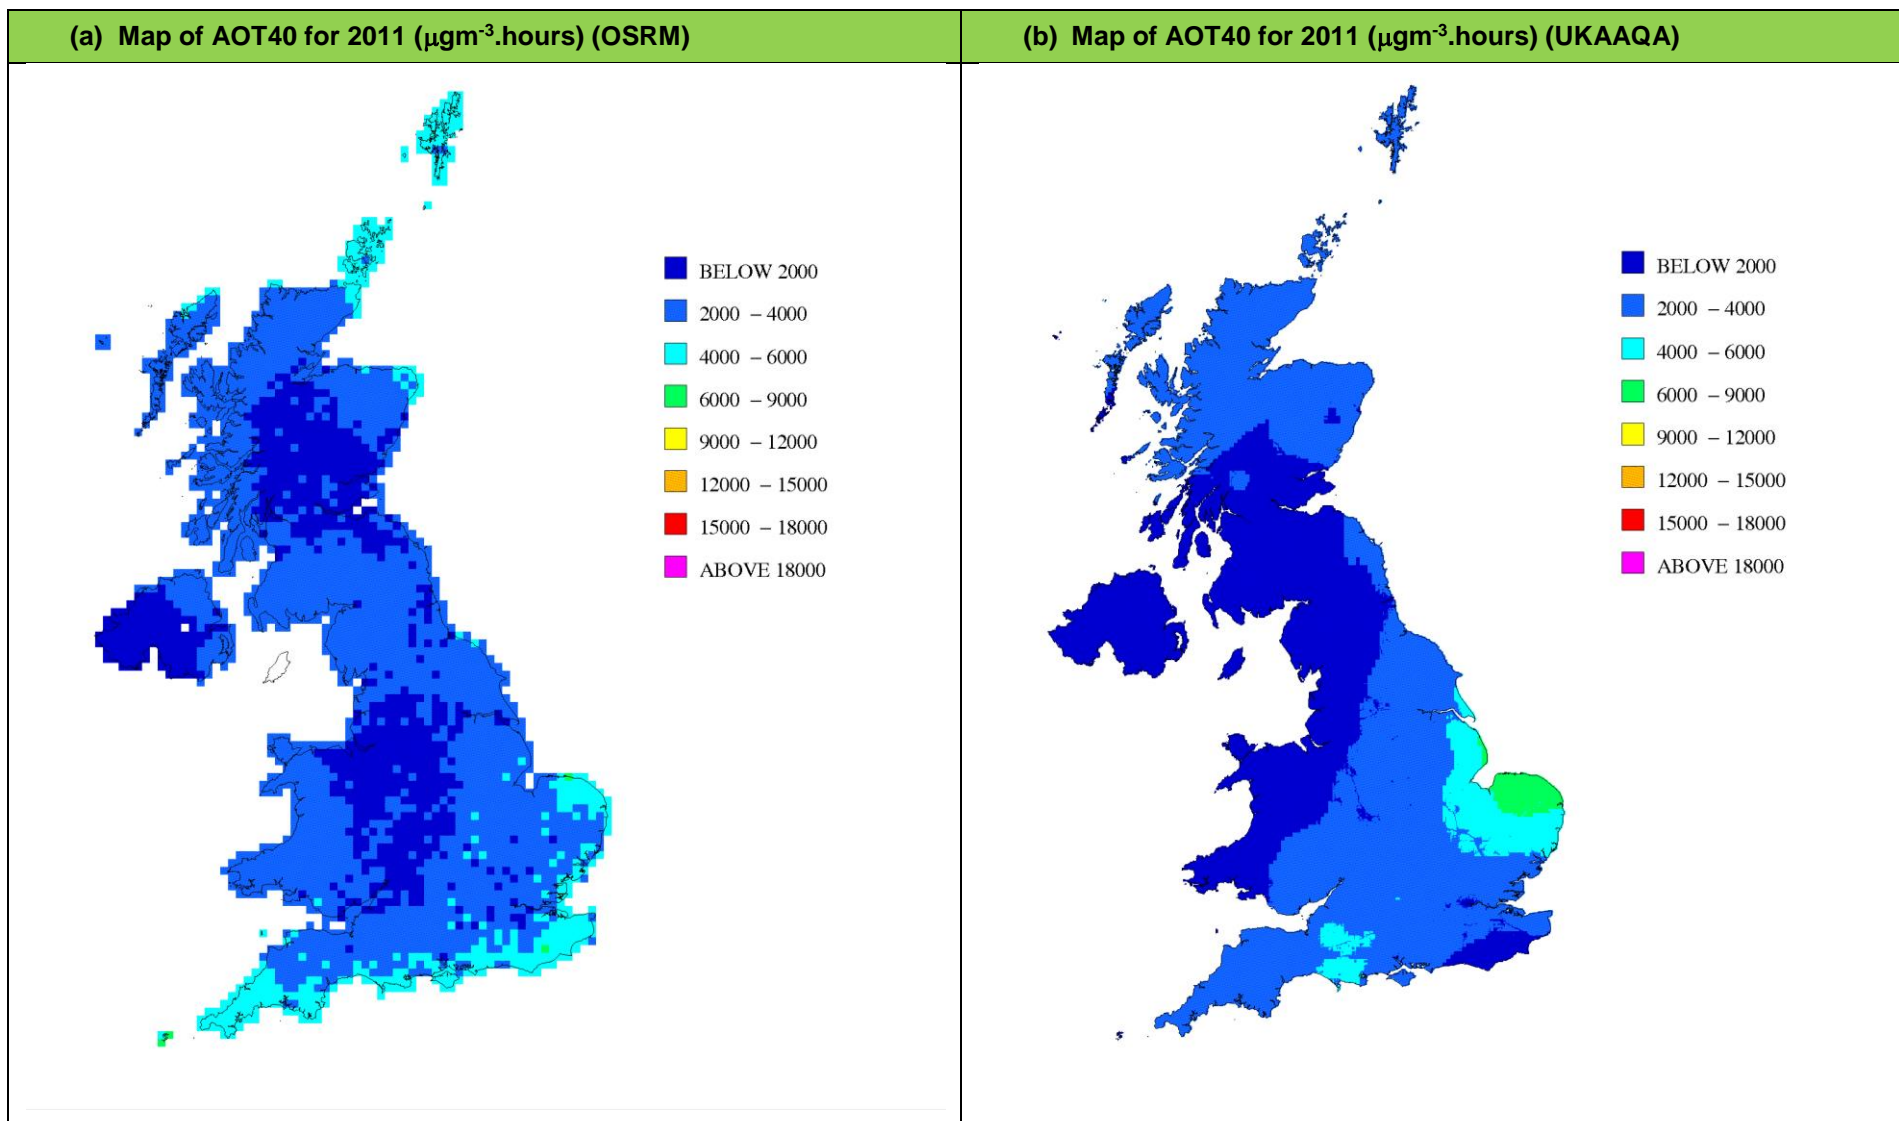 (a) Map of AOT40 for 2011 (µgm-3.hours) (OSRM)
(b) Map of AOT40 for 2011 (µgm-3.hours) (UKAAQA)
BELOW 2000
2000 – 4000
4000 – 6000
6000 – 9000
9000 – 12000
12000 – 15000
15000 – 18000
ABOVE 18000
BELOW 2000
2000 – 4000
4000 – 6000
6000 – 9000
9000 – 12000
12000 – 15000
15000 – 18000
ABOVE 18000